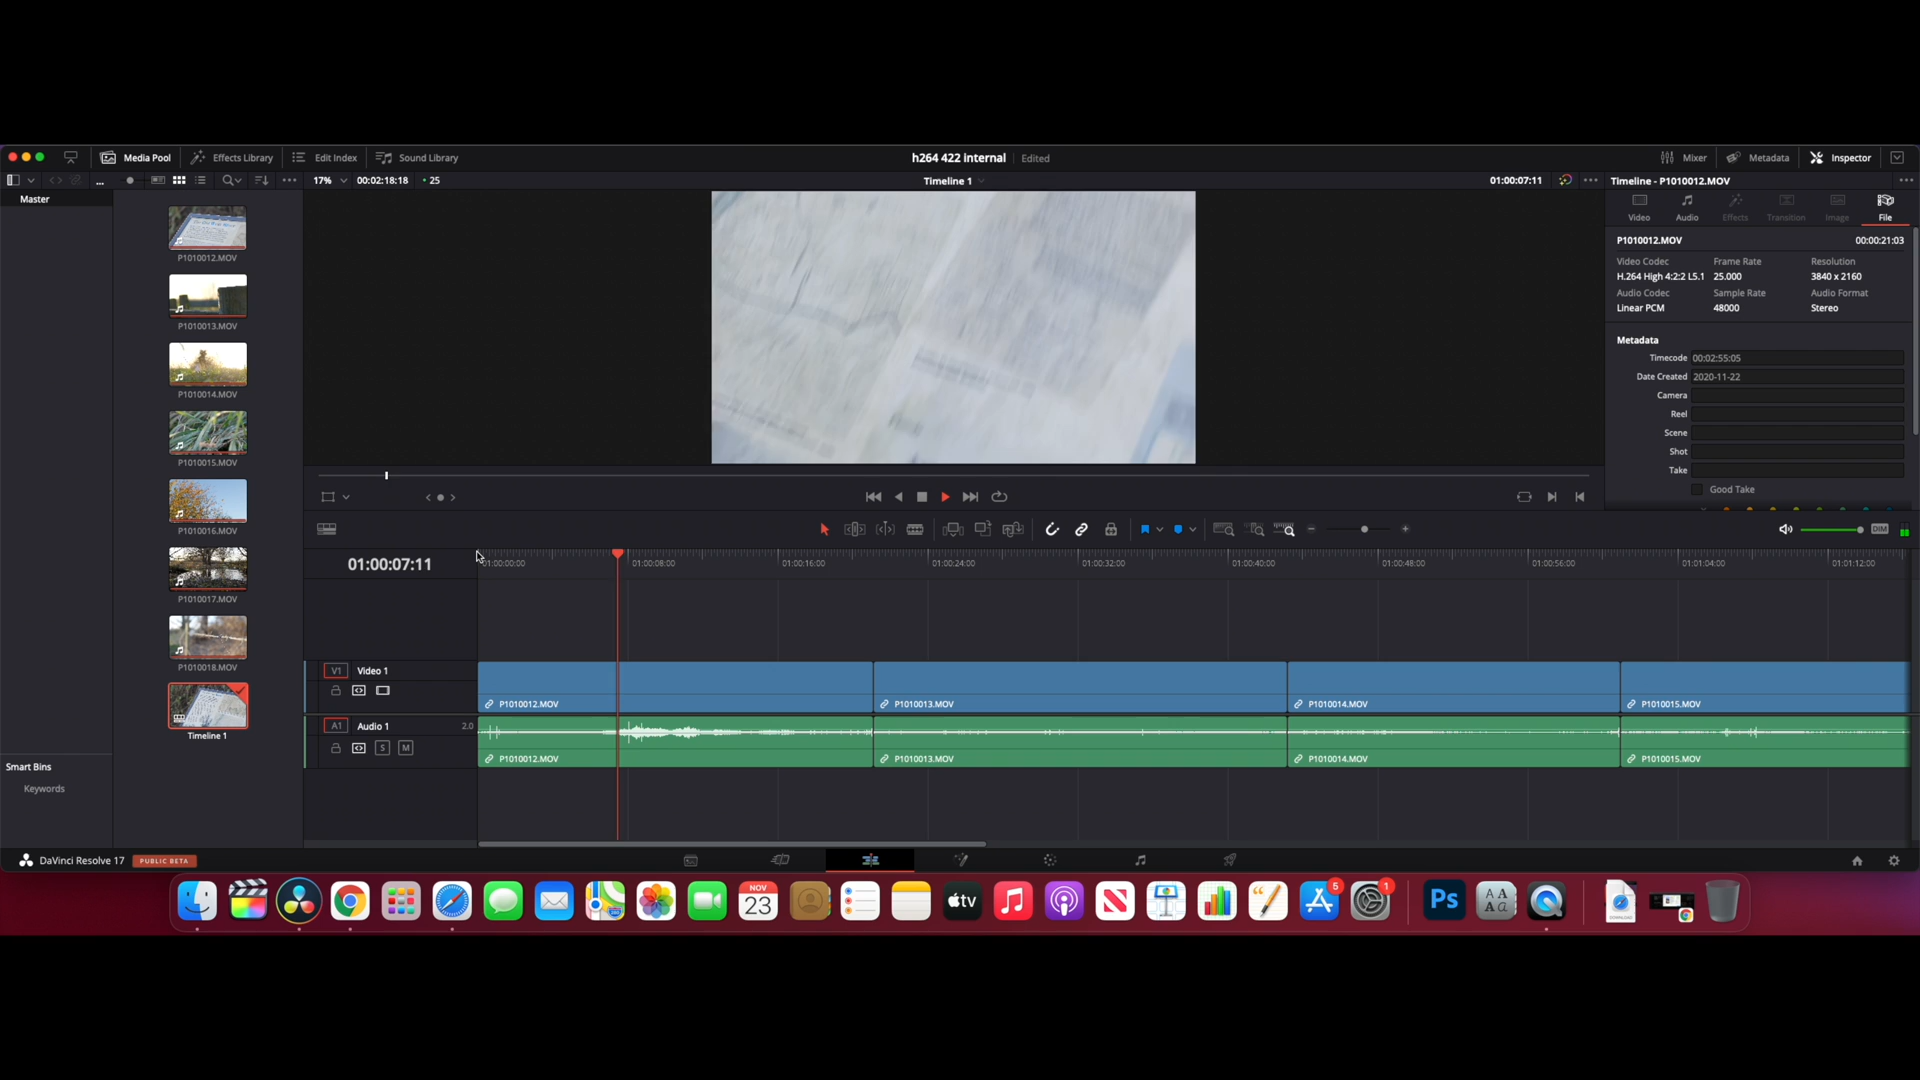 Media Pool Effects Library Edit Index Sound Library h264 422 internal Edited Mixer Metadata Inspector
17% 00:02:18:18 25 Timeline 1 01:00:07:11 Timeline - P1010012.MOV
Master
Video Audio Effects Transition Image File
P1010012.MOV 00:00:21:03
Video Codec Frame Rate Resolution
H.264 High 4:2:2 L5.1 25.000 3840 x 2160
Audio Codec Sample Rate Audio Format
Linear PCM 48000 Stereo
Metadata
Timecode 00:02:55:05
Date Created 2020-11-22
Camera
Reel
Scene
Shot
Take
Good Take
P1010012.MOV
P1010013.MOV
P1010014.MOV
P1010015.MOV
P1010016.MOV
P1010017.MOV
P1010018.MOV
Timeline 1
DIM
01:00:07:11
01:00:00:00 01:00:08:00 01:00:16:00 01:00:24:00 01:00:32:00 01:00:40:00 01:00:48:00 01:00:56:00 01:01:04:00 01:01:12:00
V1 Video 1
P1010012.MOV P1010013.MOV P1010014.MOV P1010015.MOV
A1 Audio 1 2.0
S M
P1010012.MOV P1010013.MOV P1010014.MOV P1010015.MOV
Smart Bins
Keywords
DaVinci Resolve 17 PUBLIC BETA
NOV
23
tv
5
1
Ps
AA
AA
DOWNLOAD